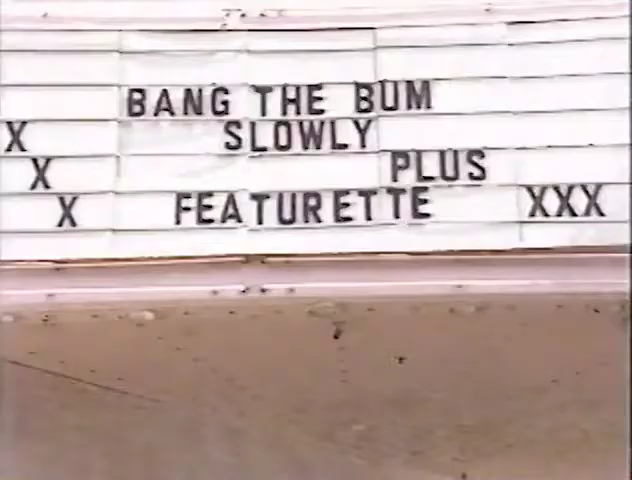 BANG THE BUM
X SLOWLY
X PLUS
X FEATURETTE XXX